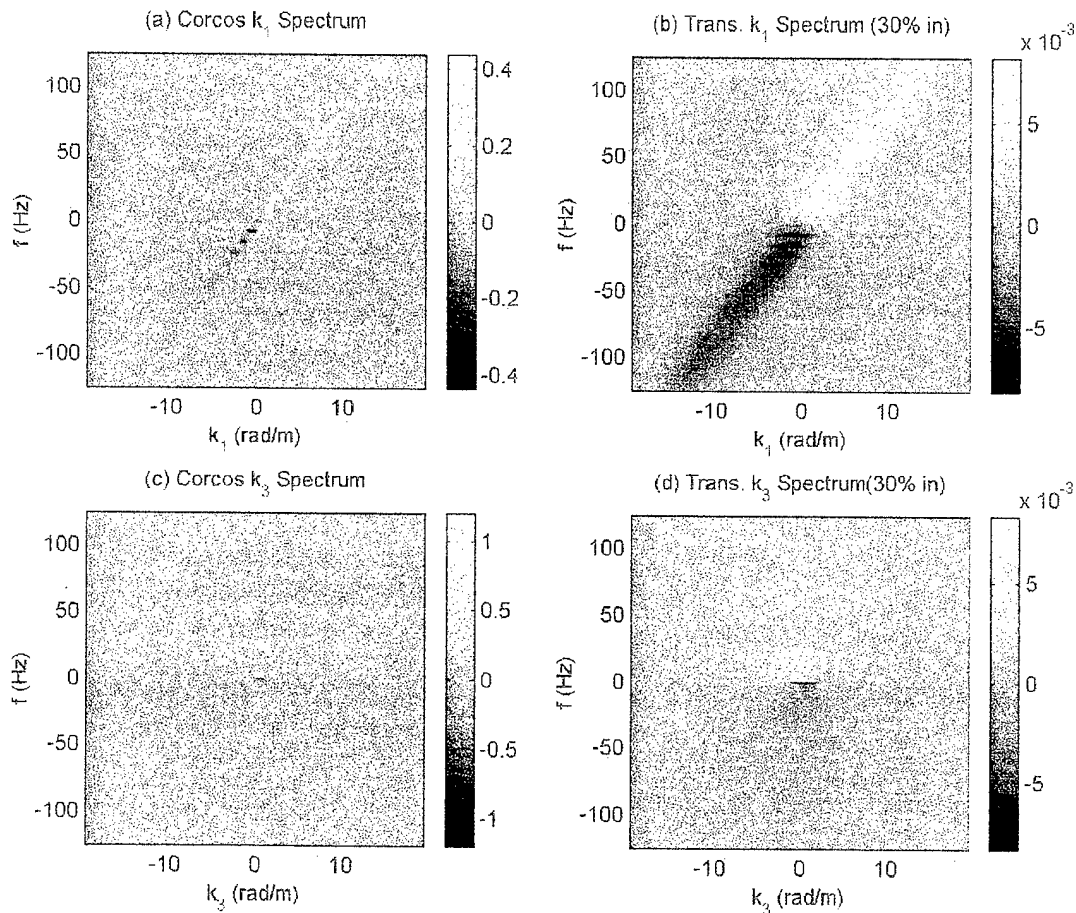 (a) Corcos k1 Spectrum
100
50
0
-50
-100
f (Hz)
-10 0 10
k1 (rad/m)
0.4
0.2
0
-0.2
-0.4
(b) Trans. k1 Spectrum (30% in)
x 10-3
100
50
0
-50
-100
f (Hz)
-10 0 10
k1 (rad/m)
5
0
-5
(c) Corcos k3 Spectrum
100
50
0
-50
-100
f (Hz)
-10 0 10
k3 (rad/m)
1
0.5
0
-0.5
-1
(d) Trans. k3 Spectrum(30% in)
x 10-3
100
50
0
-50
-100
f (Hz)
-10 0 10
k3 (rad/m)
5
0
-5